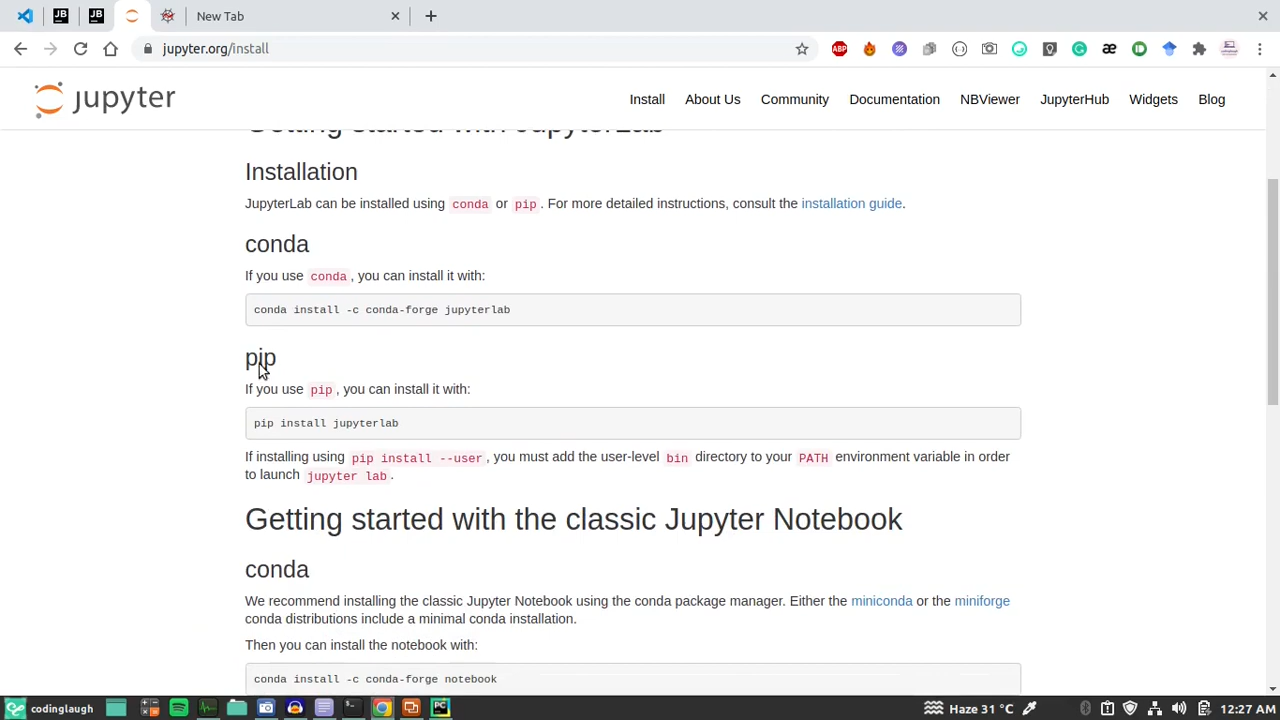 New Tab
jupyter.org/install
jupyter
Install About Us Community Documentation NBViewer JupyterHub Widgets Blog
Getting started with JupyterLab
Installation
JupyterLab can be installed using conda or pip. For more detailed instructions, consult the installation guide.
conda
If you use conda, you can install it with:
conda install -c conda-forge jupyterlab
pip
If you use pip, you can install it with:
pip install jupyterlab
If installing using pip install --user, you must add the user-level bin directory to your PATH environment variable in order
to launch jupyter lab.
Getting started with the classic Jupyter Notebook
conda
We recommend installing the classic Jupyter Notebook using the conda package manager. Either the miniconda or the miniforge
conda distributions include a minimal conda installation.
Then you can install the notebook with:
conda install -c conda-forge notebook
codinglaugh Haze 31 °C 12:27 AM